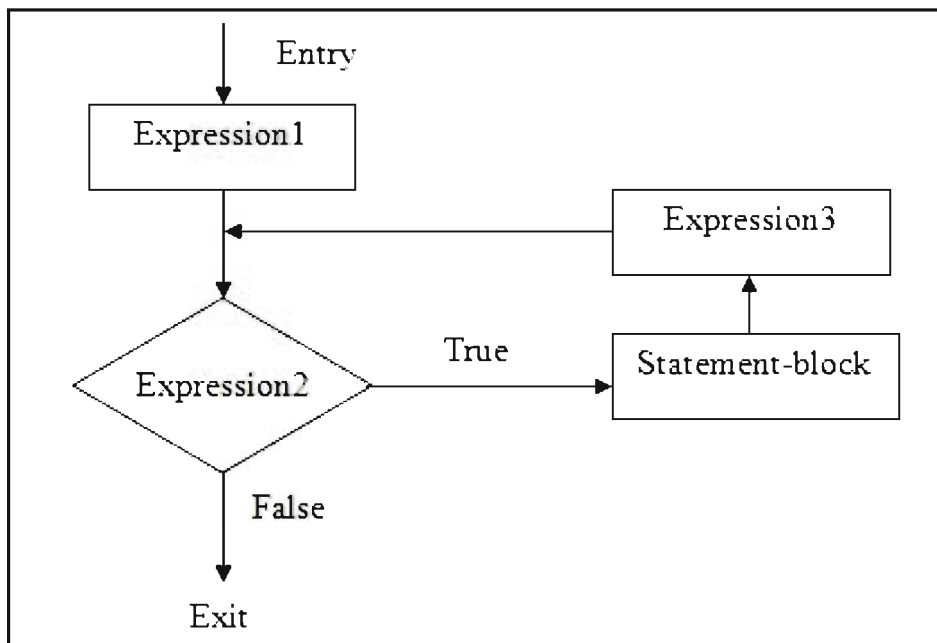 Entry
Expression1
Expression3
True
Statement-block
Expression2
False
Exit